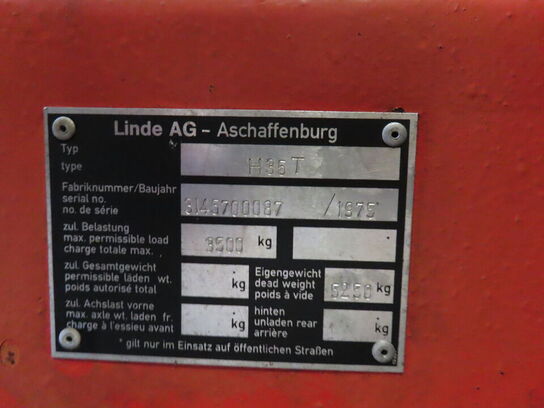 Linde AG – Aschaffenburg
Typ
type H35T
Fabriknummer/Baujahr
serial no. 3145700087 /1975
no. de série
zul. Belastung
max. permissible load 3500 kg
charge totale max.
zul. Gesamtgewicht
permissible laden wt. kg
poids autorisé total
Eigengewicht
dead weight 5250 kg
poids à vide
zul. Achslast vorne
max. axle wt. laden fr. kg
charge à l'essieu avant
hinten
unladen rear kg
arrière
* gilt nur im Einsatz auf öffentlichen Straßen